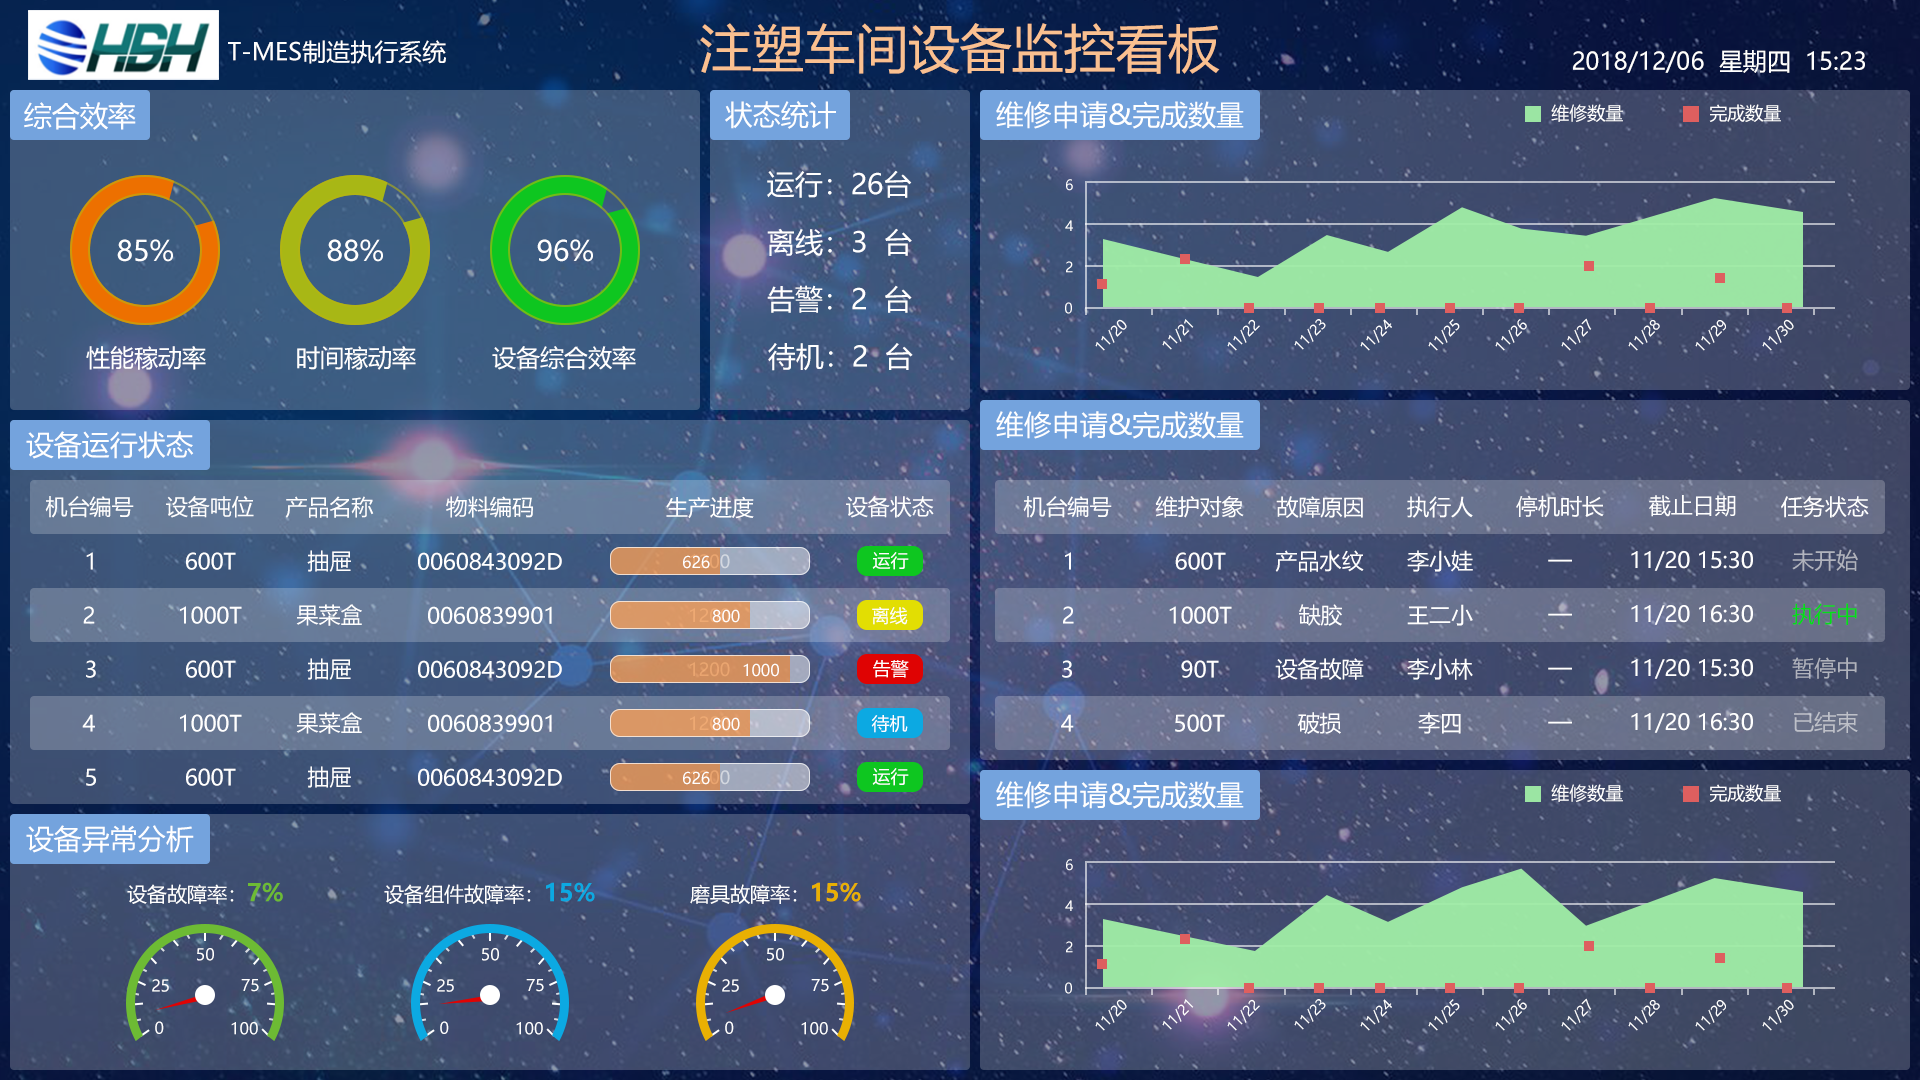 HSH
T-MES制造执行系统
注塑车间设备监控看板
2018/12/06 星期四 15:23
综合效率
85%
88%
96%
性能稼动率
时间稼动率
设备综合效率
状态统计
运行：26台
离线：3 台
告警：2 台
待机：2 台
维修申请&完成数量
维修数量
完成数量
6
4
2
0
11/20
11/21
11/22
11/23
11/24
11/25
11/26
11/27
11/28
11/29
11/30
设备运行状态
机台编号 设备吨位 产品名称 物料编码 生产进度 设备状态
1 600T 抽屉 0060843092D 626 运行
2 1000T 果菜盒 0060839901 800 离线
3 600T 抽屉 0060843092D 1200 1000 告警
4 1000T 果菜盒 0060839901 800 待机
5 600T 抽屉 0060843092D 626 运行
维修申请&完成数量
机台编号 维护对象 故障原因 执行人 停机时长 截止日期 任务状态
1 600T 产品水纹 李小娃 — 11/20 15:30 未开始
2 1000T 缺胶 王二小 — 11/20 16:30 执行中
3 90T 设备故障 李小林 — 11/20 15:30 暂停中
4 500T 破损 李四 — 11/20 16:30 已结束
设备异常分析
设备故障率：7%
0
25
50
75
100
设备组件故障率：15%
0
25
50
75
100
磨具故障率：15%
0
25
50
75
100
维修申请&完成数量
维修数量
完成数量
6
4
2
0
11/20
11/21
11/22
11/23
11/24
11/25
11/26
11/27
11/28
11/29
11/30